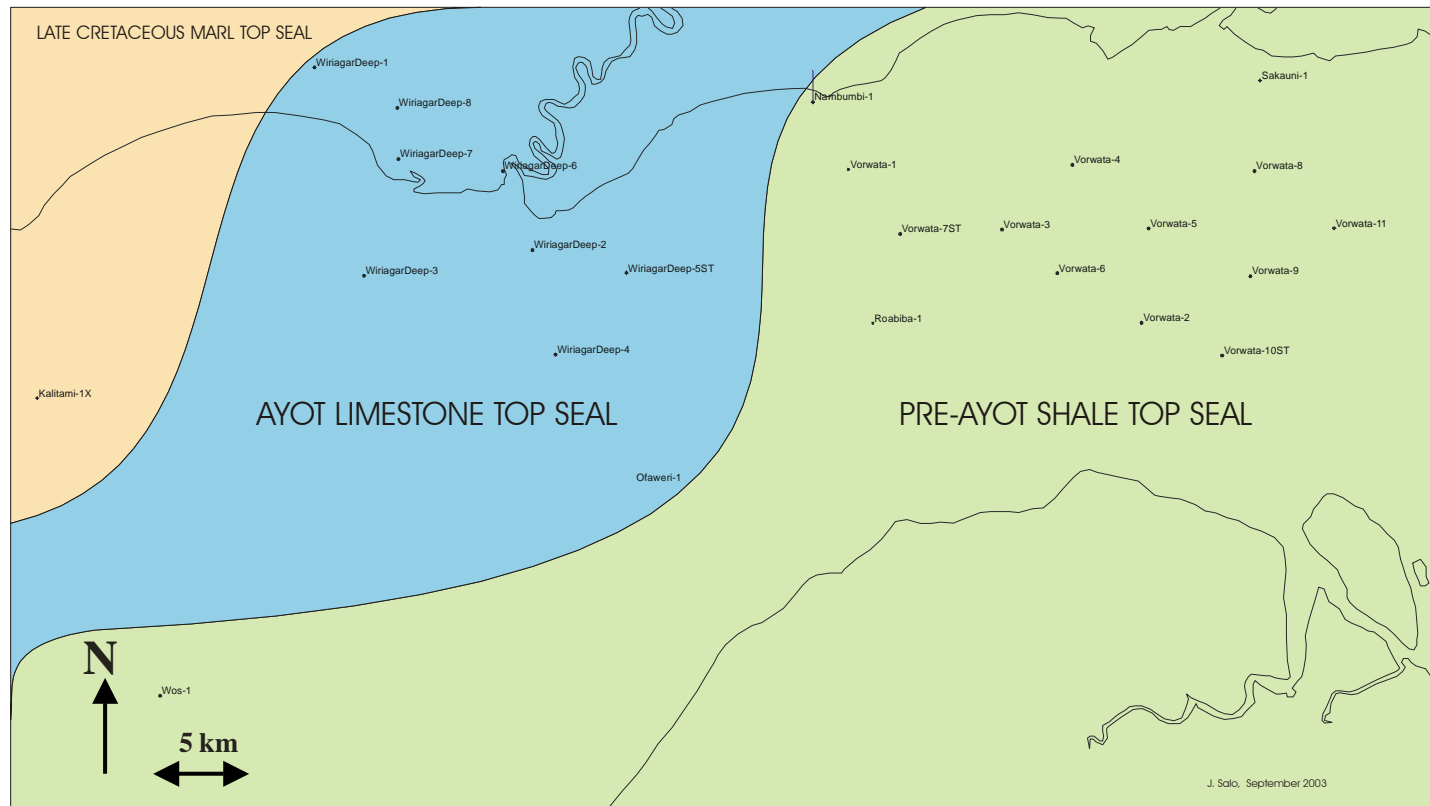 LATE CRETACEOUS MARL TOP SEAL
WiriagarDeep-1
Sakauni-1
Nambumbi-1
WiriagarDeep-8
WiriagarDeep-7
Vorwata-4
WiriagarDeep-6
Vorwata-1
Vorwata-8
Vorwata-7ST
Vorwata-3
Vorwata-5
Vorwata-11
WiriagarDeep-2
WiriagarDeep-3
WiriagarDeep-5ST
Vorwata-6
Vorwata-9
Roabiba-1
Vorwata-2
WiriagarDeep-4
Vorwata-10ST
Kalitami-1X
AYOT LIMESTONE TOP SEAL
PRE-AYOT SHALE TOP SEAL
Ofaweri-1
N
Wos-1
5 km
J. Salo, September 2003